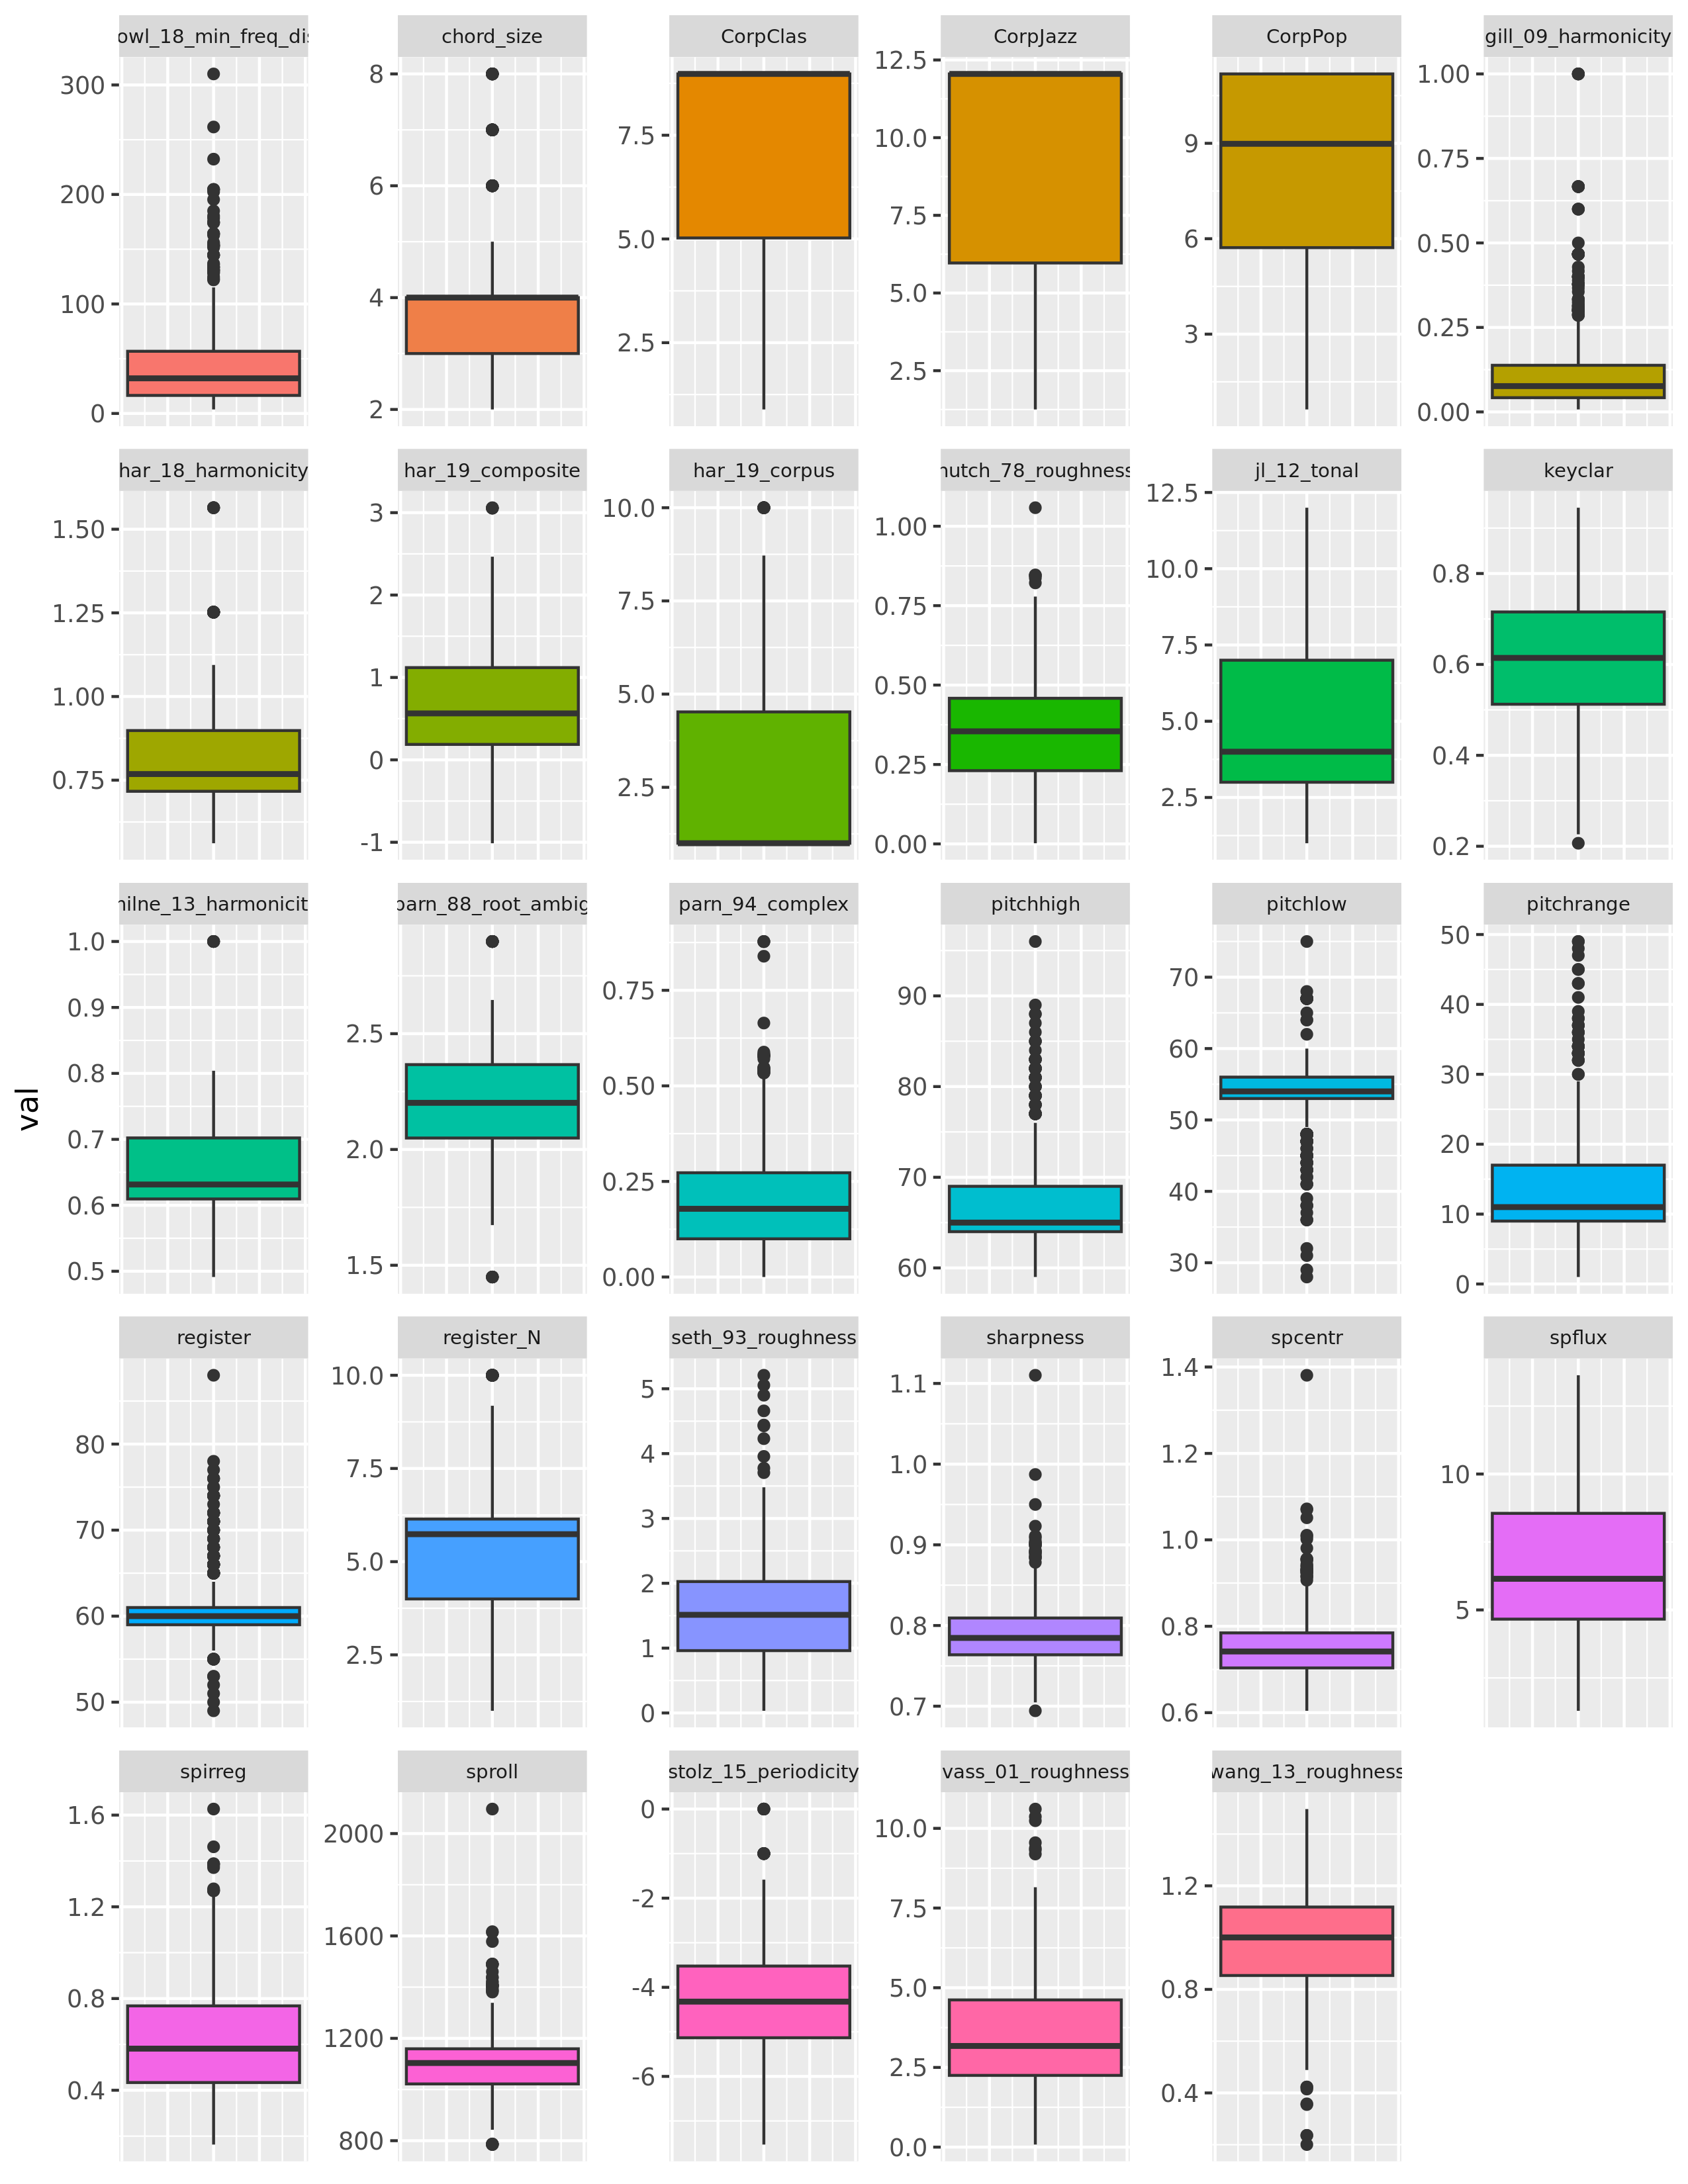 owl_18_min_freq_dis chord_size CorpClas CorpJazz CorpPop gill_09_harmonicity
300 200 100 0
8 6 4 2
7.5 5.0 2.5
12.5 10.0 7.5 5.0 2.5
9 6 3
1.00 0.75 0.50 0.25 0.00
har_18_harmonicity har_19_composite har_19_corpus hutch_78_roughness jl_12_tonal keyclar
1.50 1.25 1.00 0.75
3 2 1 0 -1
10.0 7.5 5.0 2.5
1.00 0.75 0.50 0.25 0.00
12.5 10.0 7.5 5.0 2.5
0.8 0.6 0.4 0.2
val
milne_13_harmonicit parn_88_root_ambig parn_94_complex pitchhigh pitchlow pitchrange
1.0 0.9 0.8 0.7 0.6 0.5
2.5 2.0 1.5
0.75 0.50 0.25 0.00
90 80 70 60
70 60 50 40 30
50 40 30 20 10 0
register register_N seth_93_roughness sharpness spcentr spflux
80 70 60 50
10.0 7.5 5.0 2.5
5 4 3 2 1 0
1.1 1.0 0.9 0.8 0.7
1.4 1.2 1.0 0.8 0.6
10 5
spirreg sproll stolz_15_periodicity vass_01_roughness wang_13_roughness
1.6 1.2 0.8 0.4
2000 1600 1200 800
0 -2 -4 -6
10.0 7.5 5.0 2.5 0.0
1.2 0.8 0.4